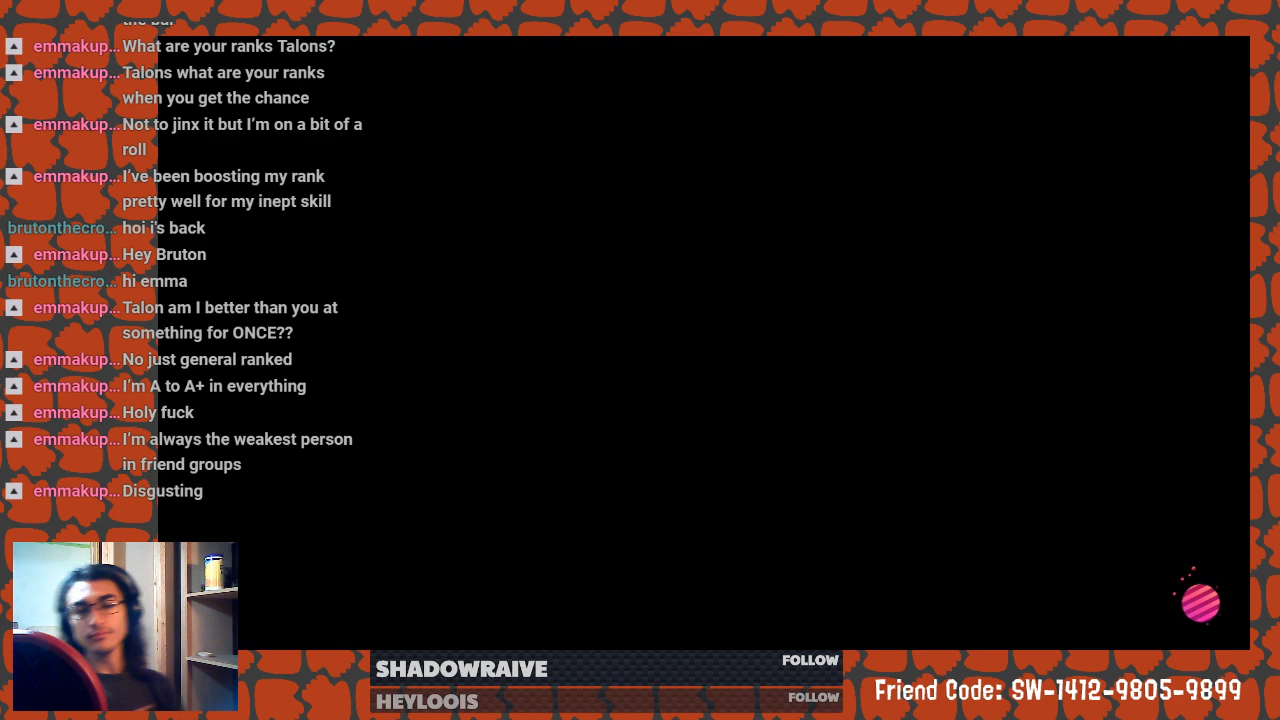 the bar
emmakup... What are your ranks Talons?
emmakup... Talons what are your ranks
when you get the chance
emmakup... Not to jinx it but I'm on a bit of a
roll
emmakup... I've been boosting my rank
pretty well for my inept skill
brutonthecro... hoi i's back
emmakup... Hey Bruton
brutonthecro... hi emma
emmakup... Talon am I better than you at
something for ONCE??
emmakup... No just general ranked
emmakup... I'm A to A+ in everything
emmakup... Holy fuck
emmakup... I'm always the weakest person
in friend groups
emmakup... Disgusting
SHADOWRAIVE FOLLOW
HEYLOOIS FOLLOW
Friend Code: SW-1412-9805-9899